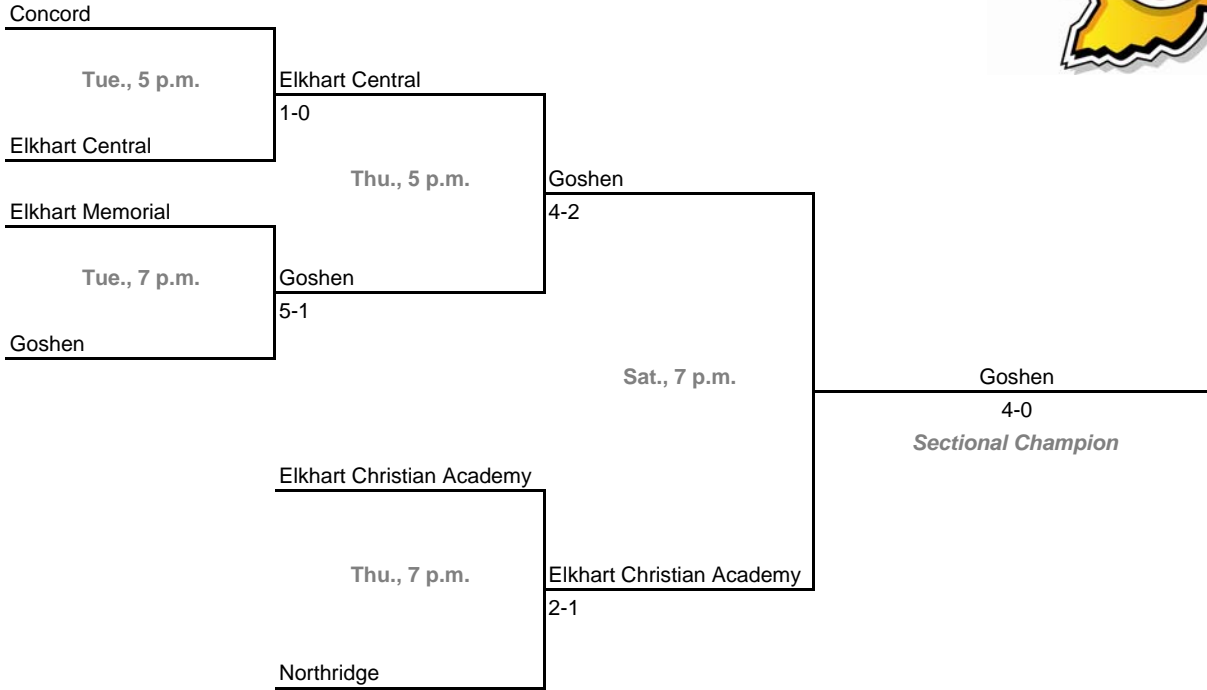 Concord
Tue., 5 p.m.
Elkhart Central
1-0
Elkhart Central
Thu., 5 p.m.
Goshen
4-2
Elkhart Memorial
Tue., 7 p.m.
Goshen
5-1
Goshen
Sat., 7 p.m.
Goshen
4-0
Sectional Champion
Elkhart Christian Academy
Thu., 7 p.m.
Elkhart Christian Academy
2-1
Northridge